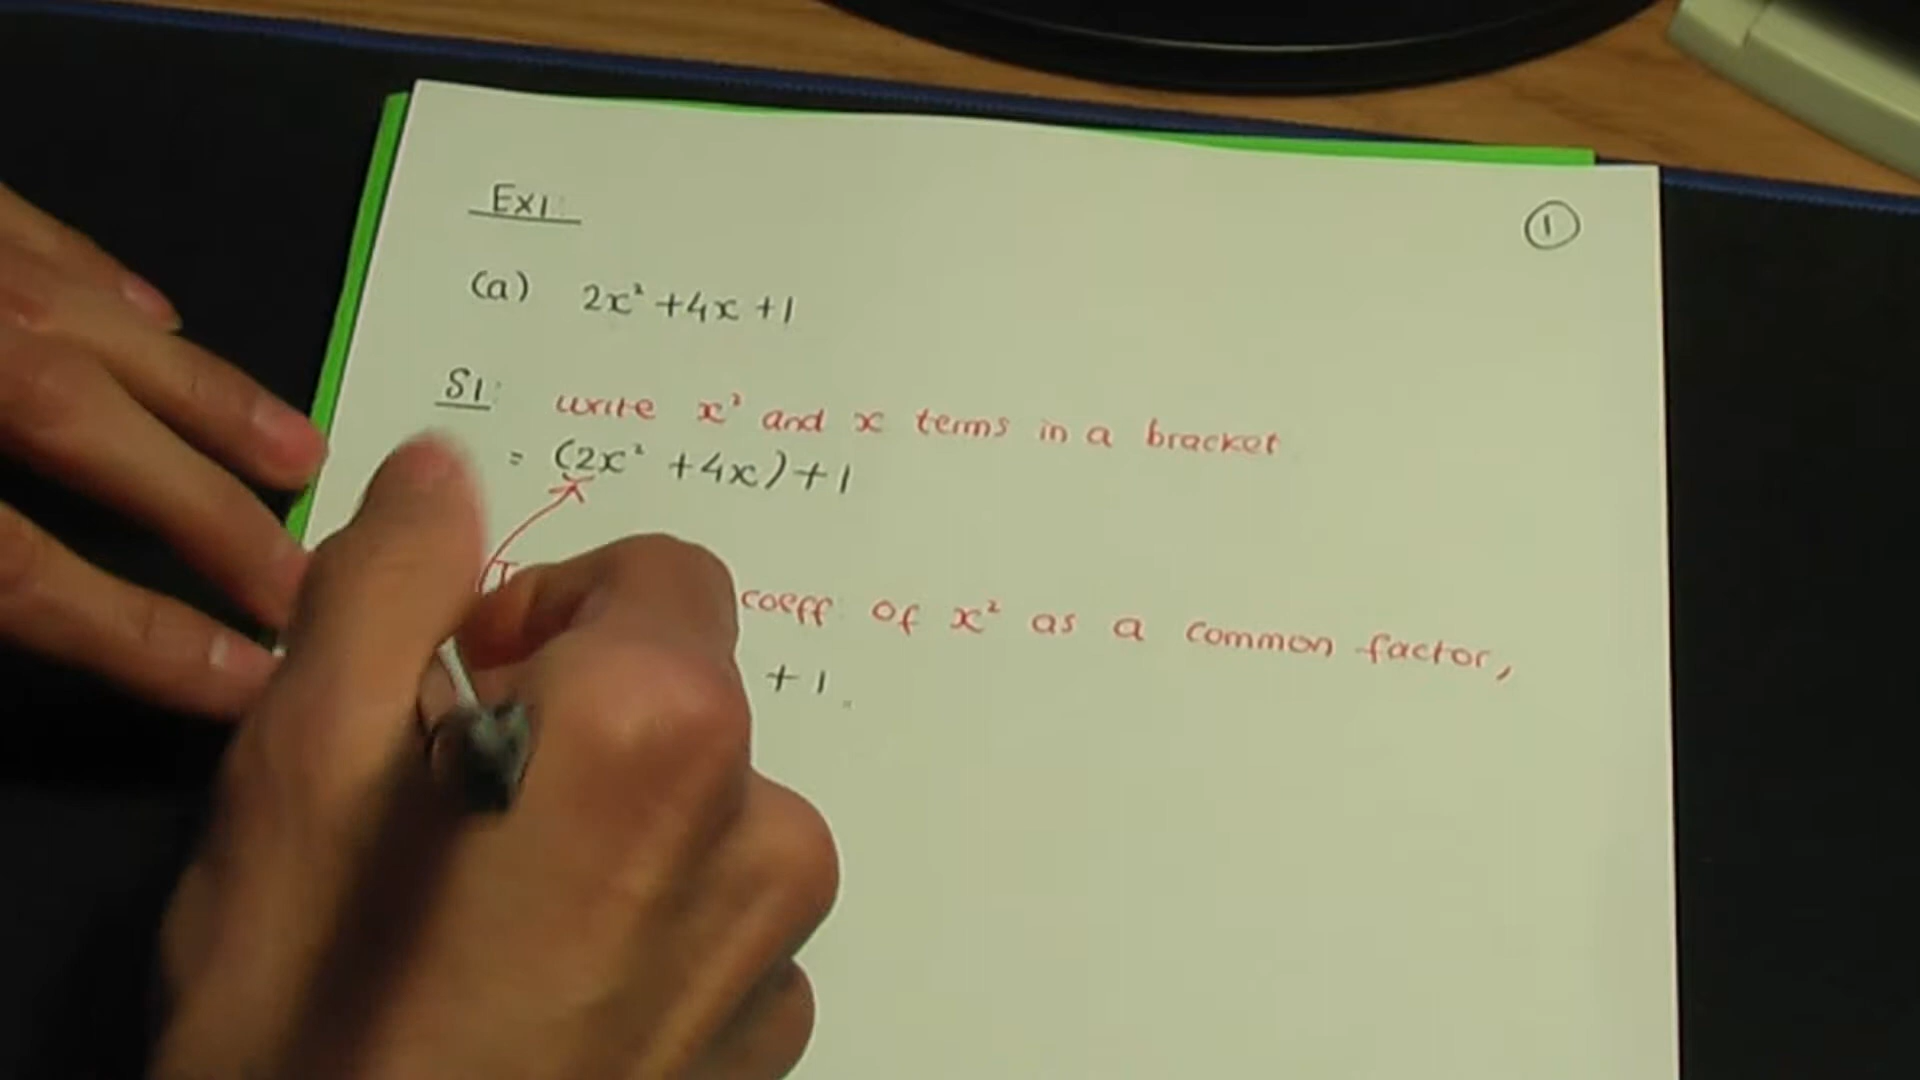 Ex1:
1
(a) 2x² + 4x + 1
S1: write x² and x terms in a bracket
= (2x² + 4x) + 1
coeff of x² as a common factor,
+ 1